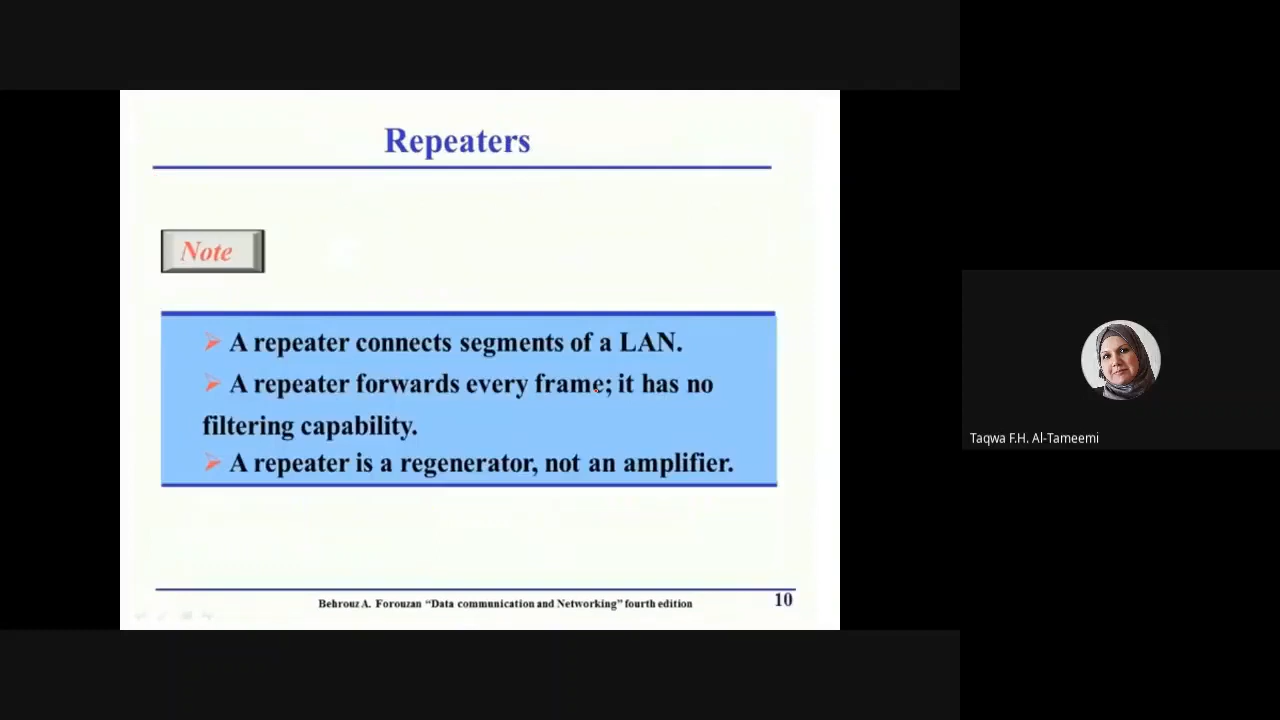 Repeaters
Note
➢ A repeater connects segments of a LAN.
➢ A repeater forwards every frame; it has no
filtering capability.
➢ A repeater is a regenerator, not an amplifier.
Behrouz A. Forouzan “Data communication and Networking” fourth edition
10
Taqwa F.H. Al-Tameemi